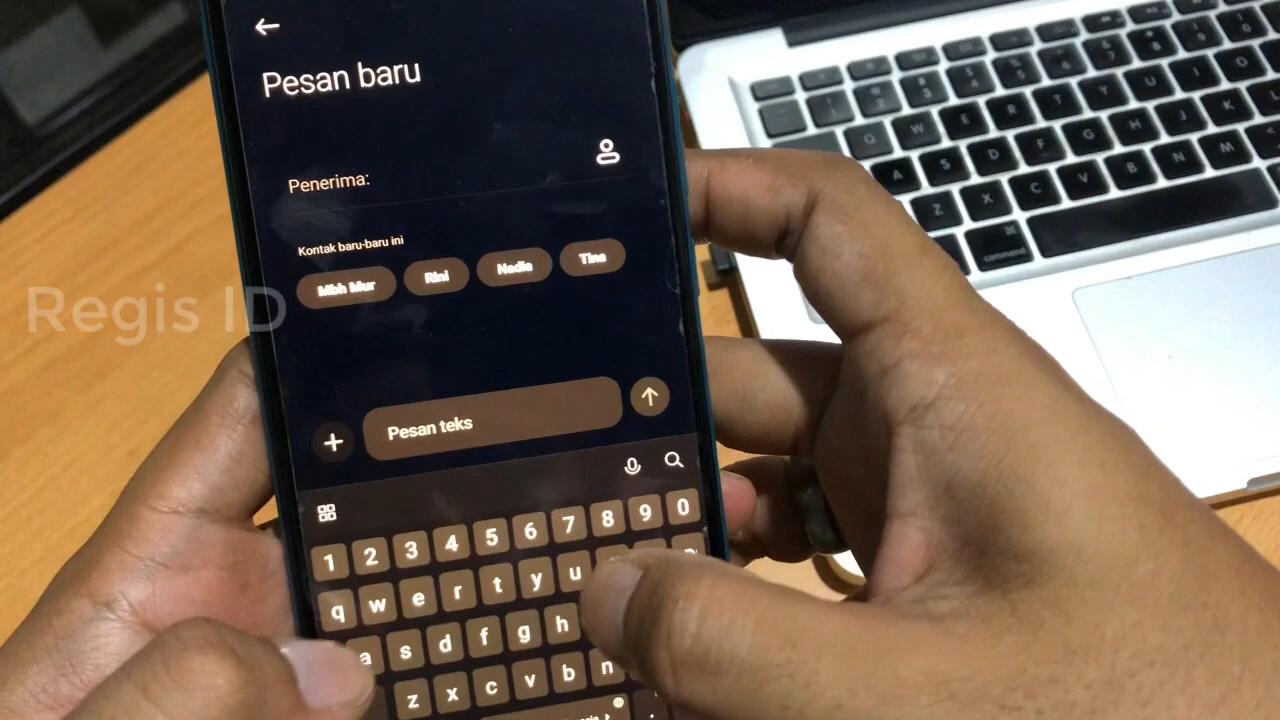 Pesan baru
Penerima:
Kontak baru-baru ini
Mbh Mur Rini Nadia Tina
Regis ID
Pesan teks
1 2 3 4 5 6 7 8 9 0
q w e r t y u
a s d f g h
z x c v b n
Q W E R T Y U I O
A S D F G H J K L
Z X C V B N M
command